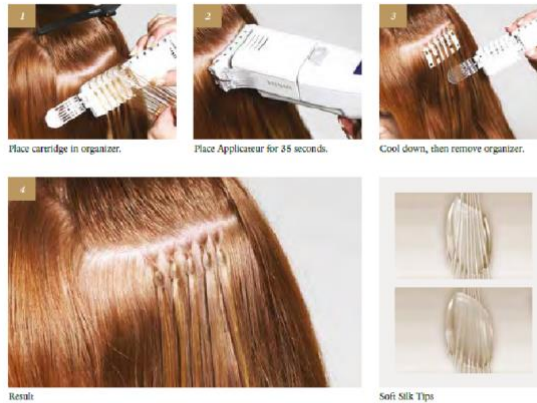 1
2
3
Place cartridge in organizer.
Place Applicateur for 35 seconds.
Cool down, then remove organizer.
4
Result
Soft Silk Tips